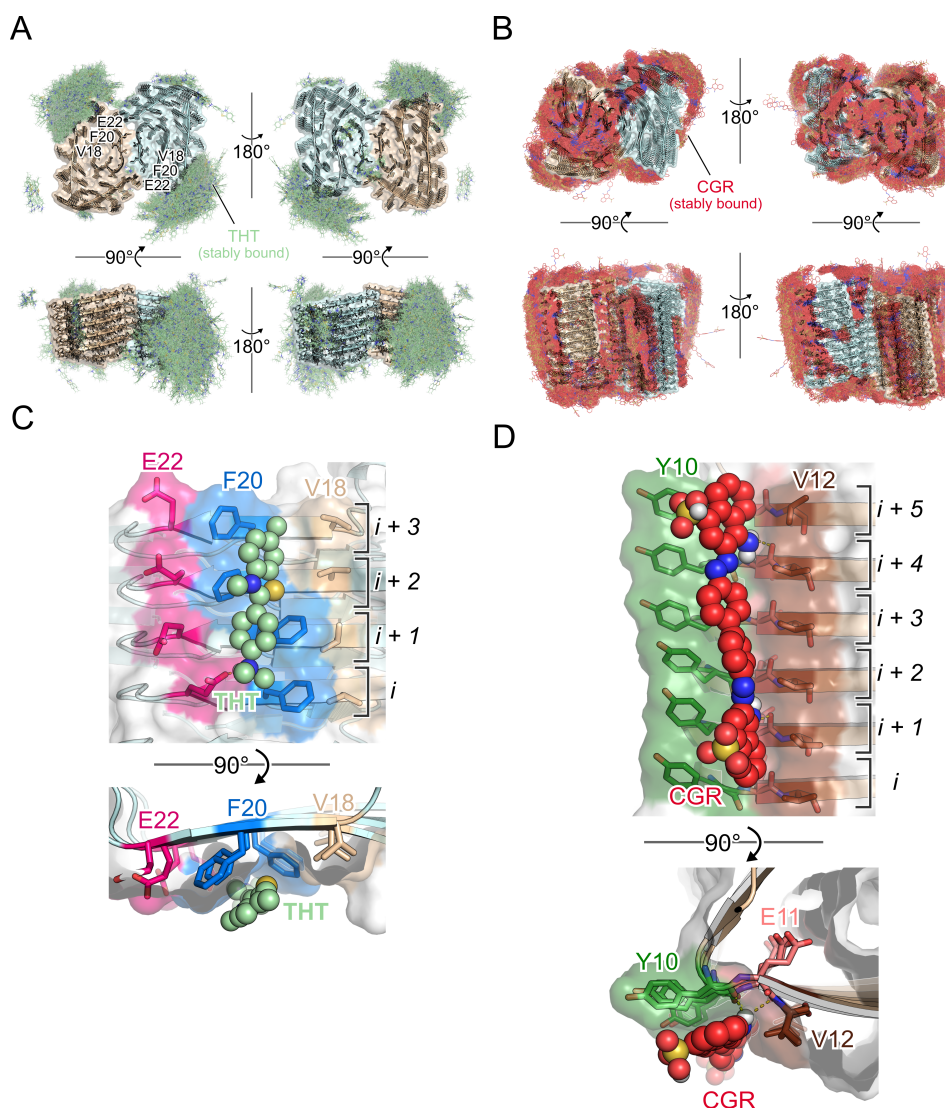 A
B
E22
F20
V18
V18
F20
E22
180°
THT
(stably bound)
90°
90°
180°
180°
CGR
(stably bound)
90°
90°
180°
C
D
E22
F20
V18
i + 3
i + 2
i + 1
i
THT
90°
E22
F20
V18
THT
Y10
V12
i + 5
i + 4
i + 3
i + 2
i + 1
i
CGR
90°
E11
Y10
V12
CGR